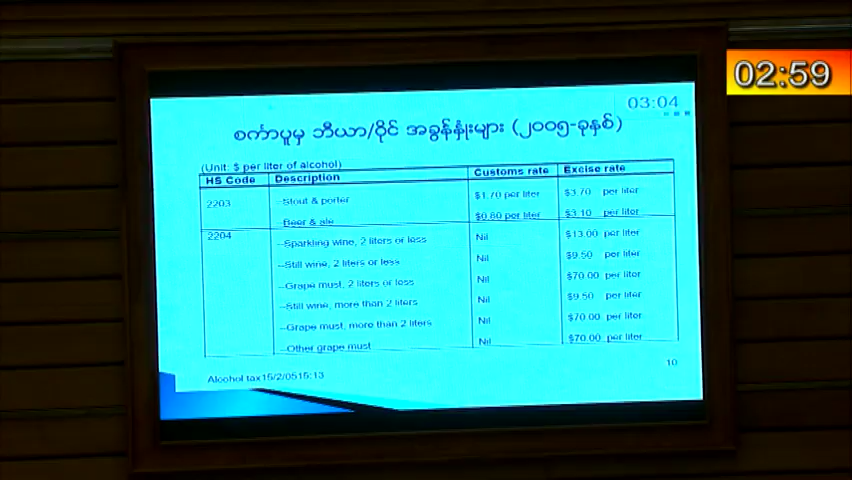 02:59
03:04
စင်္ကာပူမှ ဘီယာ/ဝိုင် အခွန်နှုံးများ (၂၀၀၅-ခုနှစ်)
(Unit: $ per liter of alcohol)
HS Code Description Customs rate Excise rate
2203 –Stout & porter $1.70 per liter $3.70 per liter
–Beer & ale $0.80 per liter $3.10 per liter
2204 –Sparkling wine, 2 liters or less Nil $13.00 per liter
–Still wine, 2 liters or less Nil $9.50 per liter
–Grape must, 2 liters or less Nil $70.00 per liter
–Still wine, more than 2 liters Nil $9.50 per liter
–Grape must, more than 2 liters Nil $70.00 per liter
–Other grape must Nil $70.00 per liter
10
Alcohol tax15/2/0515:13